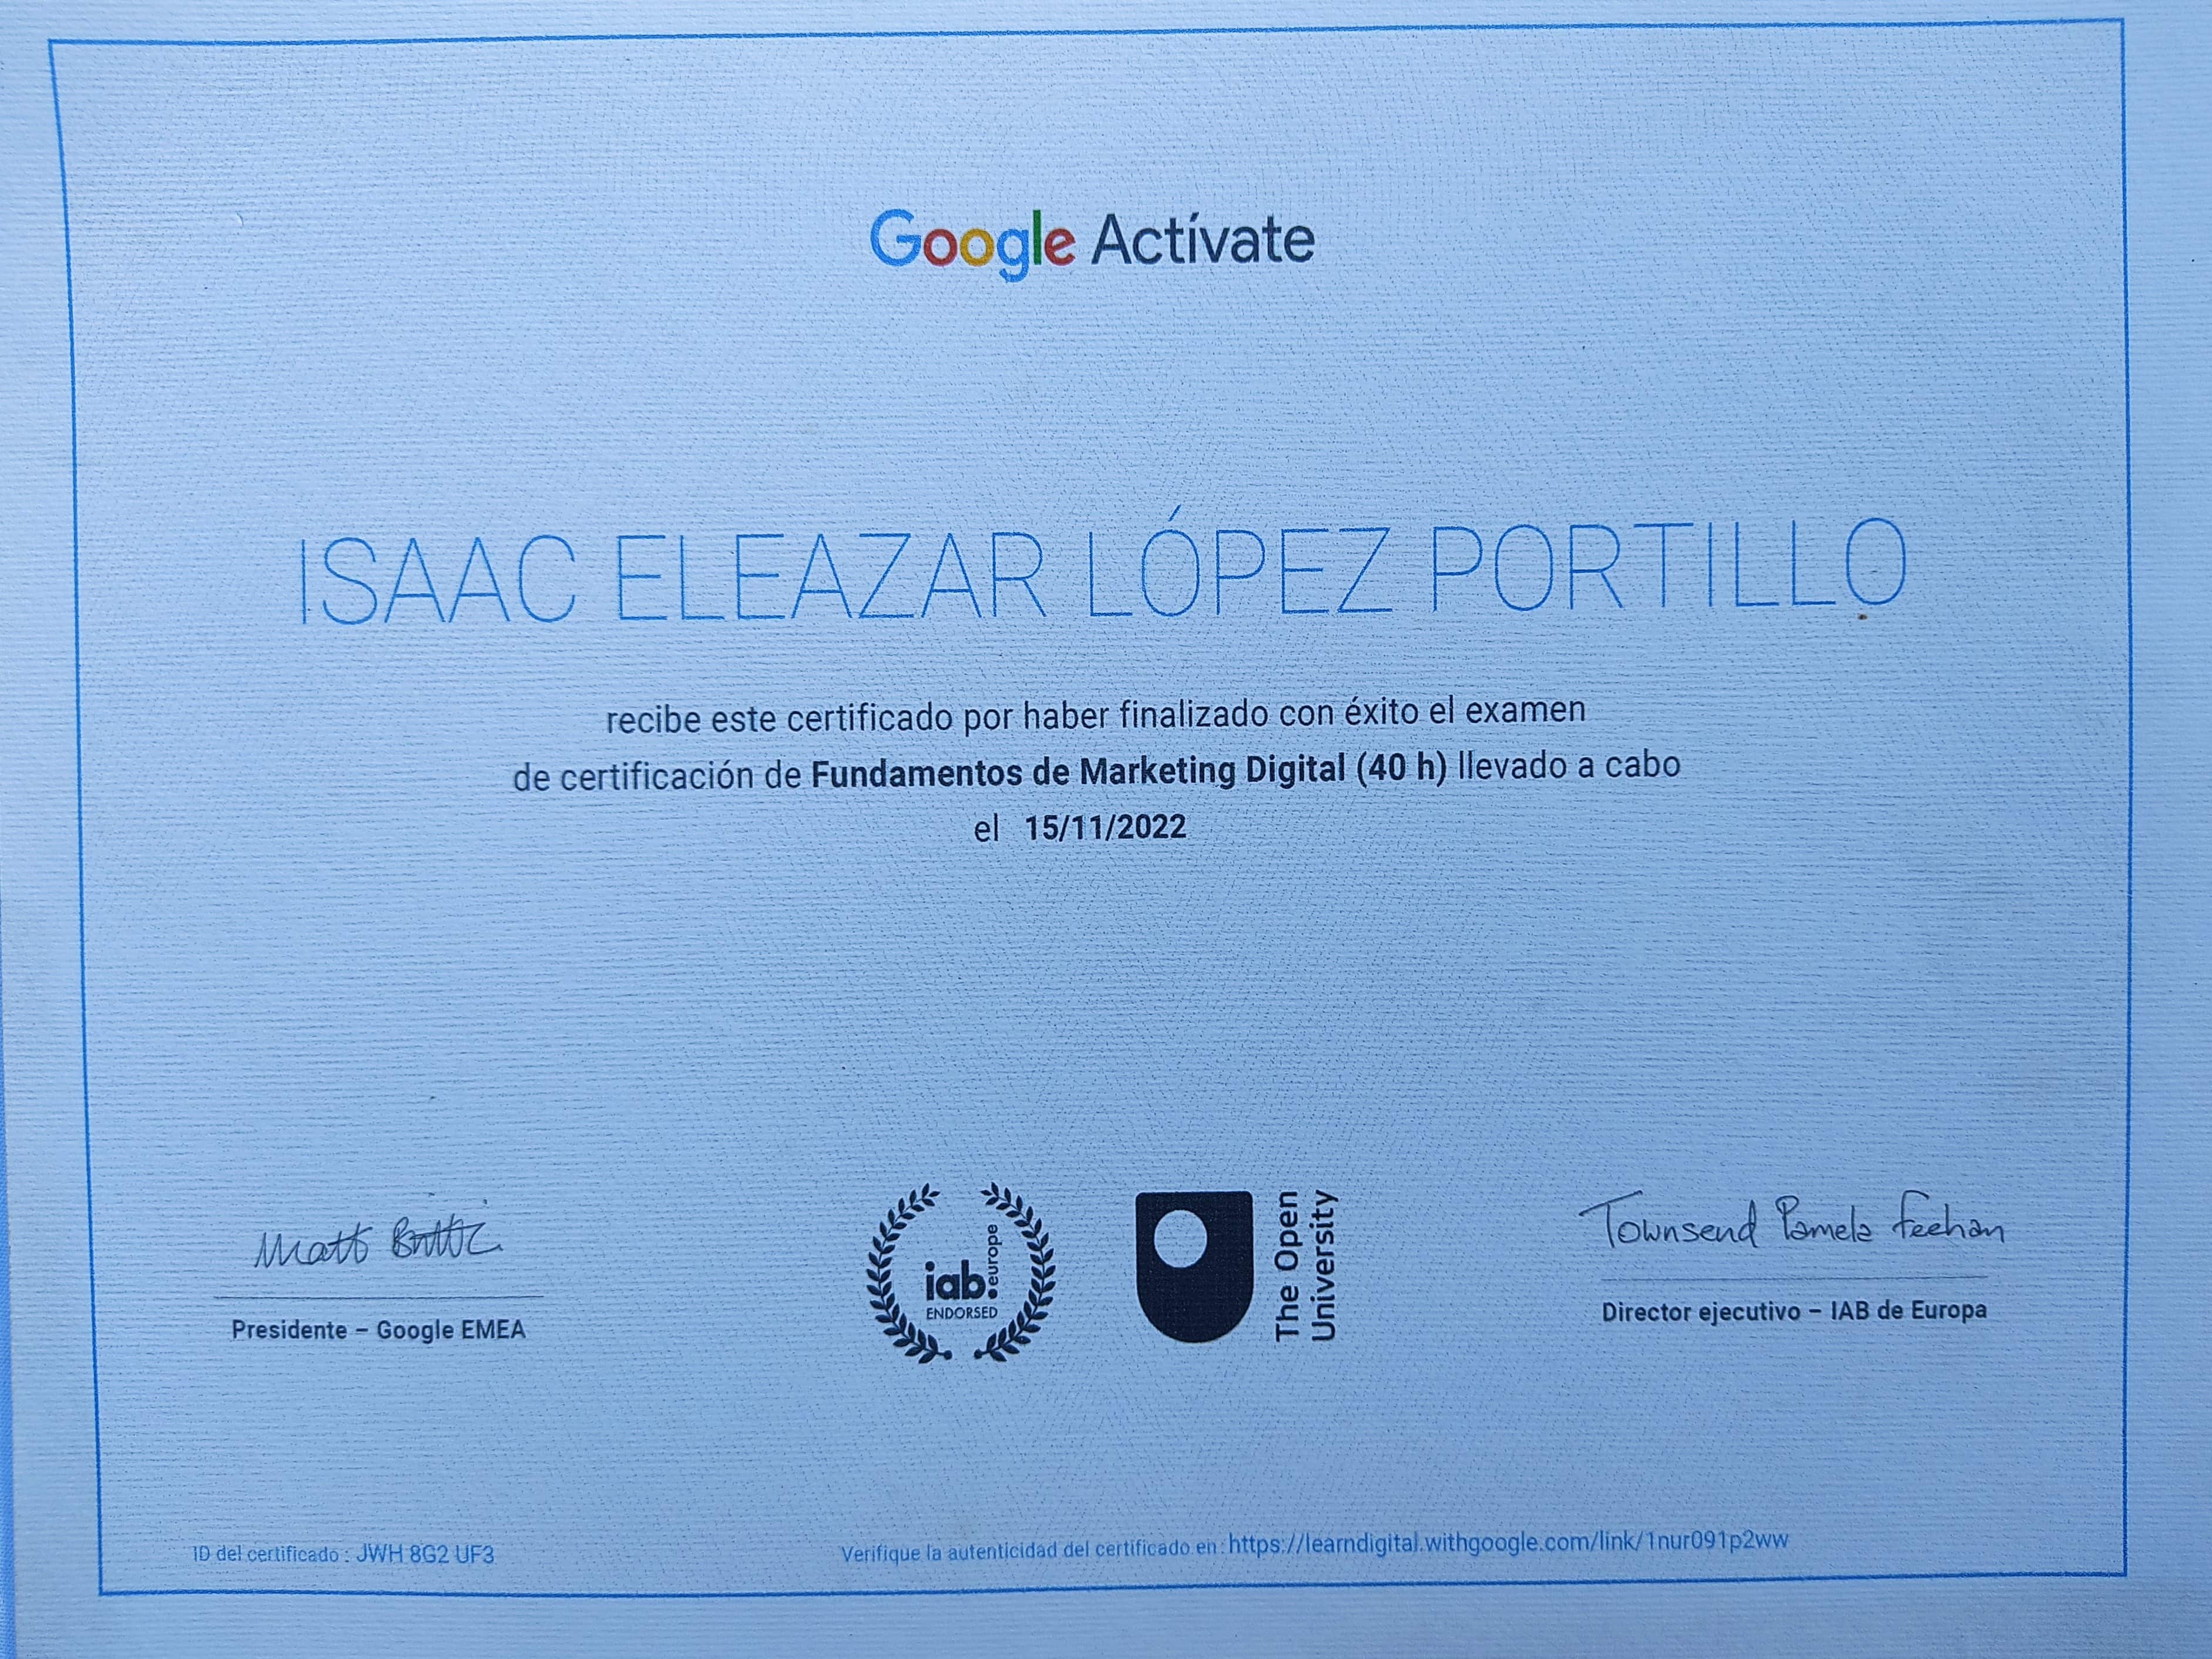 Google Actívate
ISAAC ELEAZAR LÓPEZ PORTILLO
recibe este certificado por haber finalizado con éxito el examen
de certificación de Fundamentos de Marketing Digital (40 h) llevado a cabo
el 15/11/2022
Townsend Pamela Feehan
Presidente – Google EMEA
iab.
europe
ENDORSED
The Open
University
Director ejecutivo – IAB de Europa
ID del certificado : JWH 8G2 UF3
Verifique la autenticidad del certificado en : https://learndigital.withgoogle.com/link/1nur091p2ww